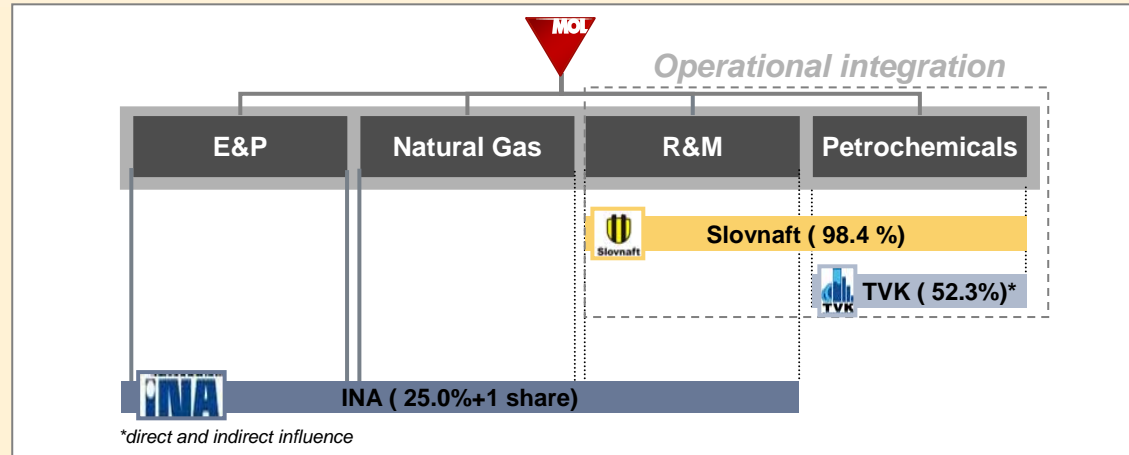 MOL
Operational integration
E&P
Natural Gas
R&M
Petrochemicals
Slovnaft
Slovnaft ( 98.4 %)
TVK
TVK ( 52.3%)*
INA
INA ( 25.0%+1 share)
*direct and indirect influence